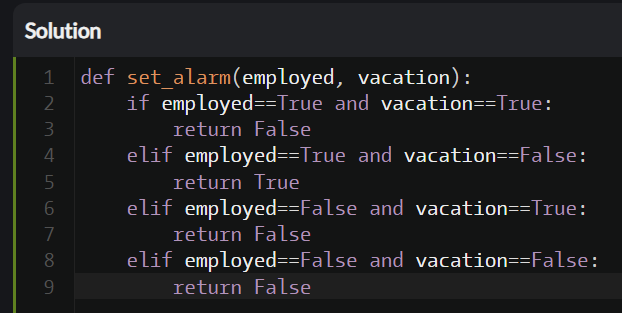 Solution
1 def set_alarm(employed, vacation):
2     if employed==True and vacation==True:
3         return False
4     elif employed==True and vacation==False:
5         return True
6     elif employed==False and vacation==True:
7         return False
8     elif employed==False and vacation==False:
9         return False